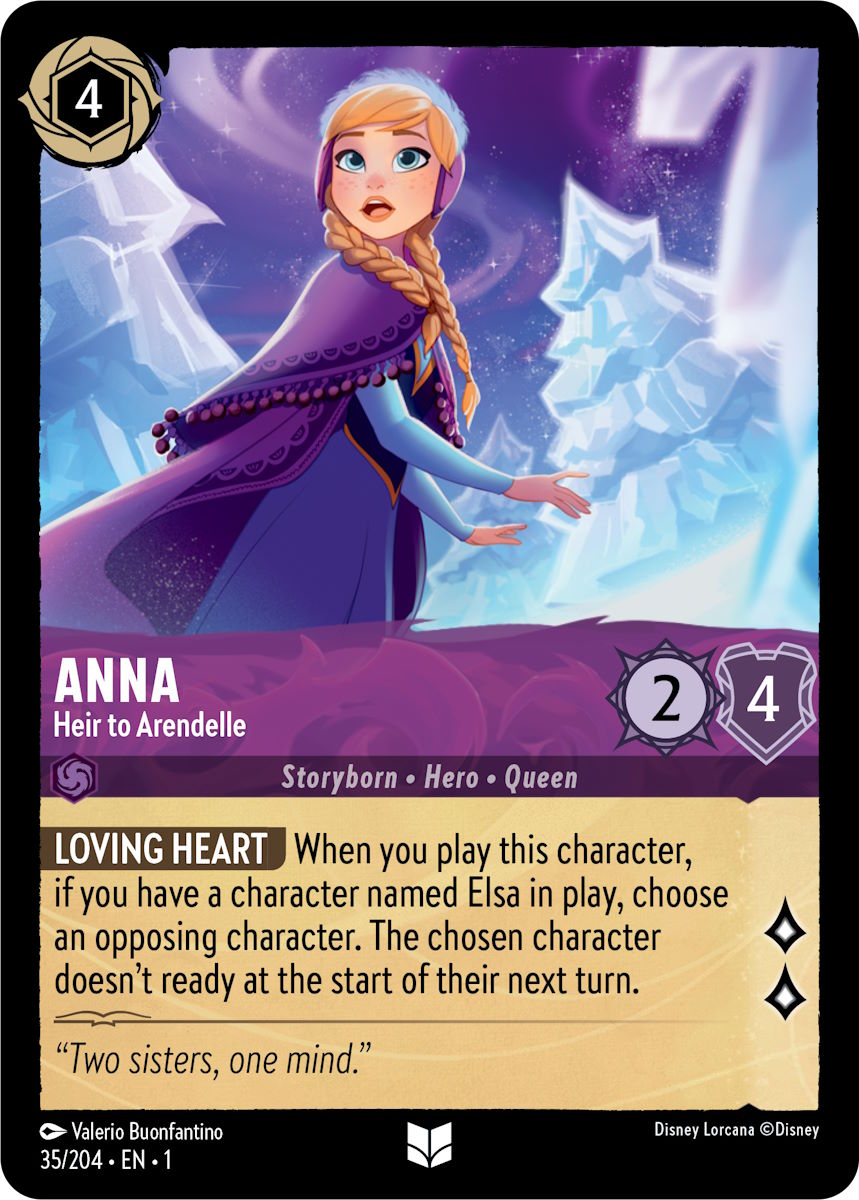 4
ANNA
Heir to Arendelle
2
4
Storyborn • Hero • Queen
LOVING HEART When you play this character,
if you have a character named Elsa in play, choose
an opposing character. The chosen character
doesn’t ready at the start of their next turn.
“Two sisters, one mind.”
Valerio Buonfantino
Disney Lorcana ©Disney
35/204 • EN • 1